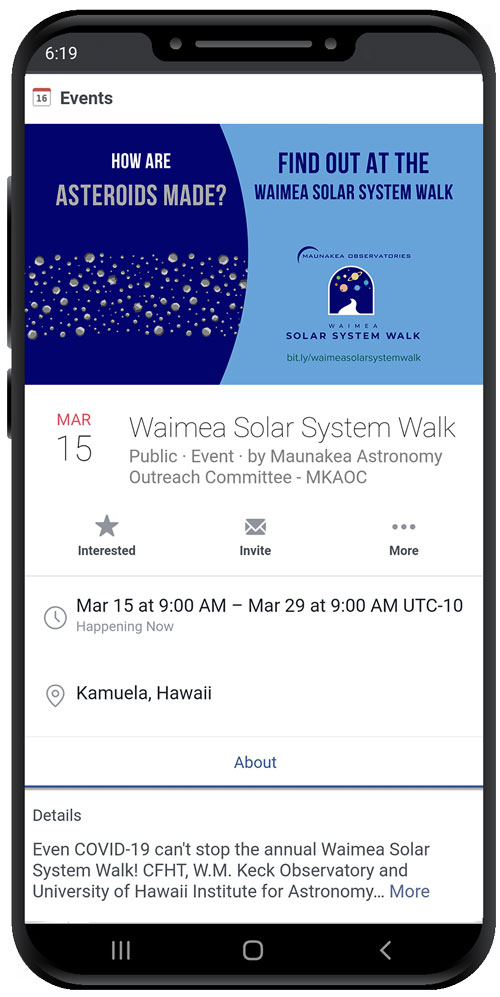 6:19
16
Events
HOW ARE
ASTEROIDS MADE?
FIND OUT AT THE
WAIMEA SOLAR SYSTEM WALK
MAUNAKEA OBSERVATORIES
WAIMEA
SOLAR SYSTEM WALK
bit.ly/waimeasolarsystemwalk
MAR
15
Waimea Solar System Walk
Public · Event · by Maunakea Astronomy
Outreach Committee - MKAOC
Interested
Invite
More
Mar 15 at 9:00 AM – Mar 29 at 9:00 AM UTC-10
Happening Now
Kamuela, Hawaii
About
Details
Even COVID-19 can't stop the annual Waimea Solar
System Walk! CFHT, W.M. Keck Observatory and
University of Hawaii Institute for Astronomy... More